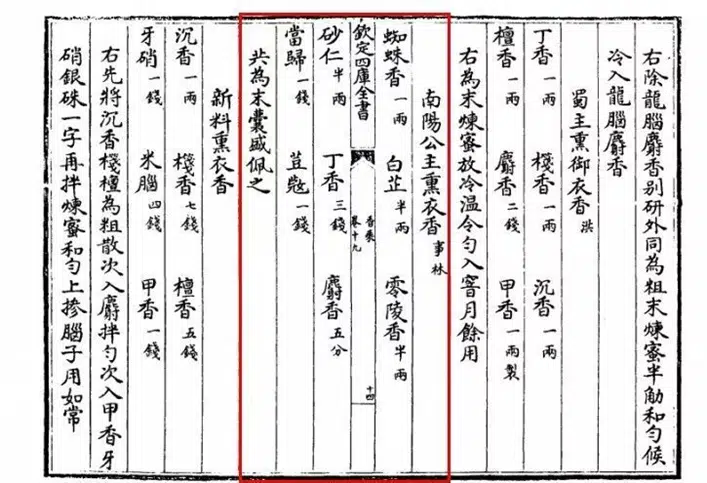 右除龍腦麝香别研外同為粗末煉蜜半觔和勻候
冷入龍腦麝香
蜀主熏御衣香 洪
丁香 一兩 棧香 一兩 沉香 一兩
檀香 一兩 麝香 二錢 甲香 一兩製
右為末煉蜜放冷温令勻入窨月餘用
南陽公主熏衣香 事林
蜘蛛香 一兩 白芷 半兩 零陵香 半兩
欽定四庫全書 香乗 卷十九 十四
砂仁 半兩 丁香 三錢 麝香 五分
當歸 一錢 荳蔻 一錢
共為末囊盛佩之
新料熏衣香
沉香 一兩 棧香 七錢 檀香 五錢
牙硝 一錢 米腦 四錢 甲香 一錢
右先將沉香棧檀為粗散次入麝拌勻次入甲香牙
硝銀硃一字再拌煉蜜和勻上摻腦子用如常